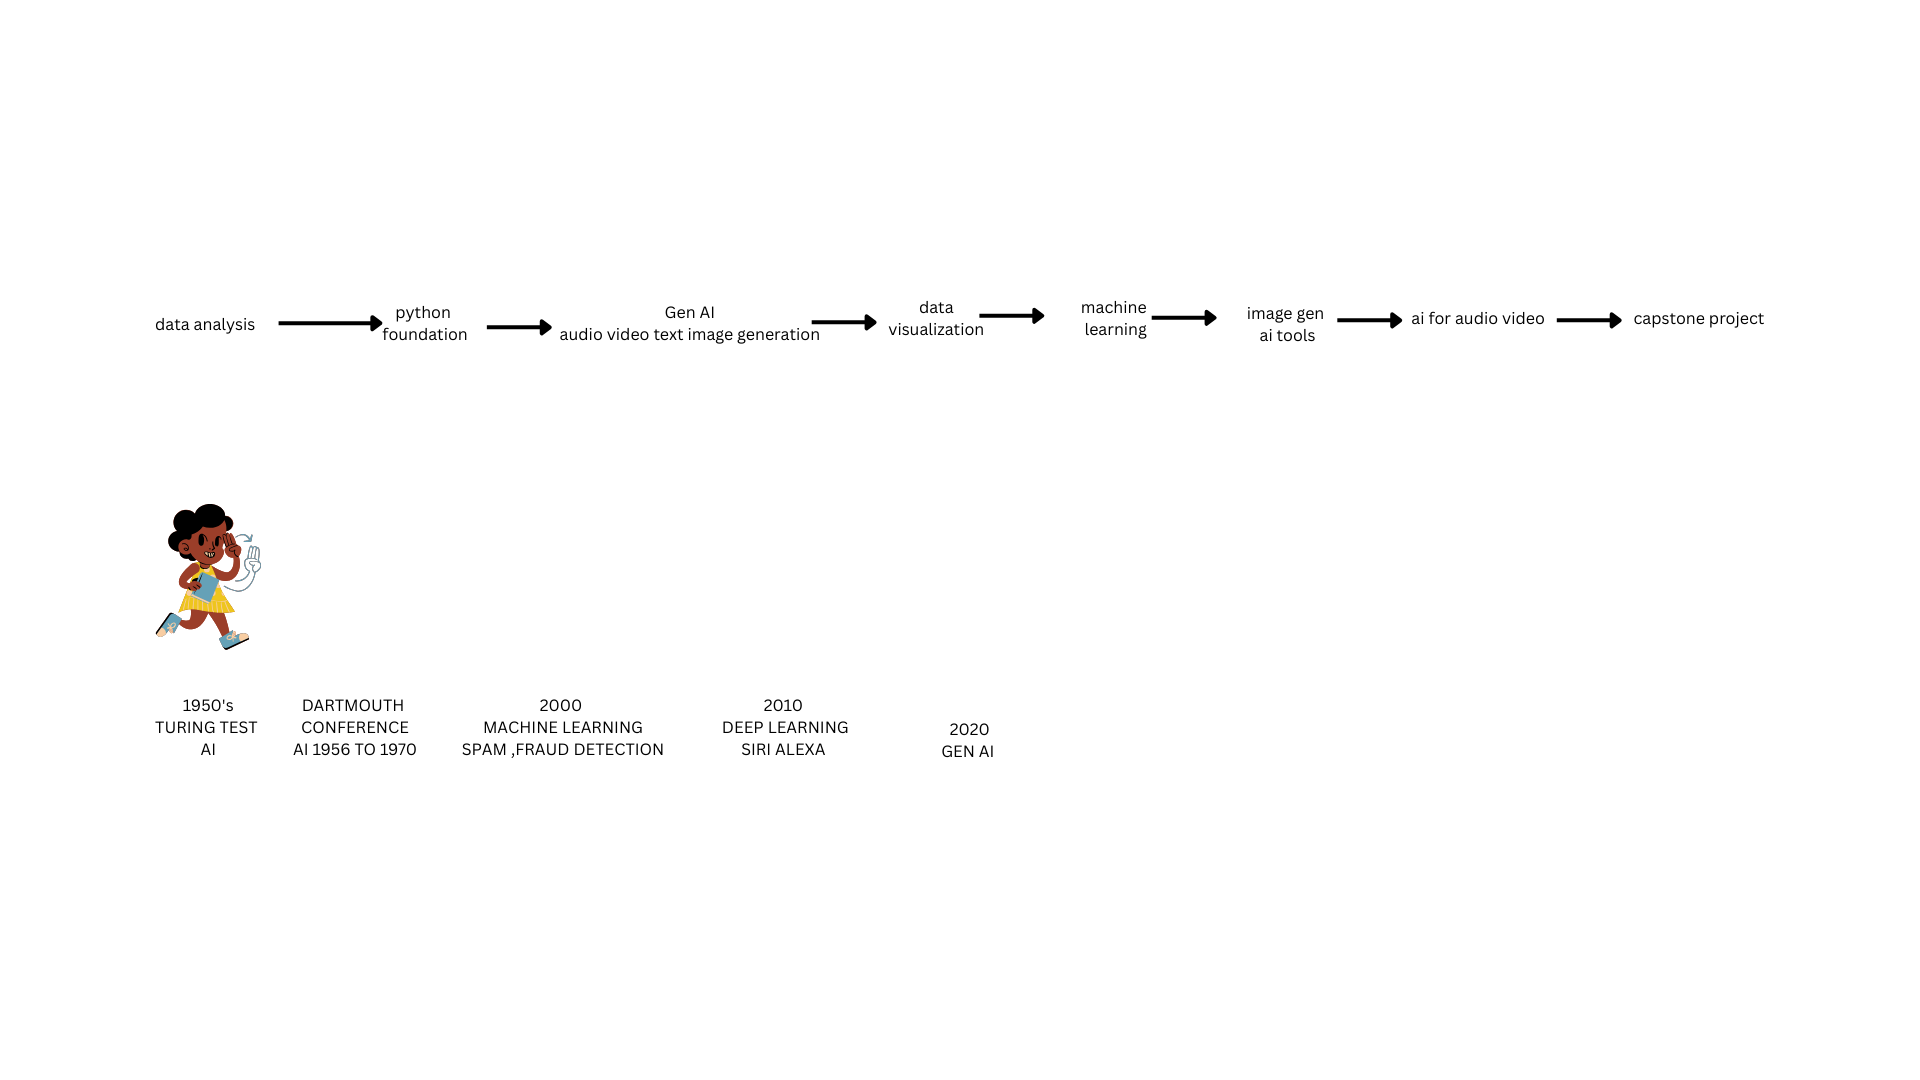 data analysis
python
foundation
Gen AI
audio video text image generation
data
visualization
machine
learning
image gen
ai tools
ai for audio video
capstone project
1950's
TURING TEST
AI
DARTMOUTH
CONFERENCE
AI 1956 TO 1970
2000
MACHINE LEARNING
SPAM ,FRAUD DETECTION
2010
DEEP LEARNING
SIRI ALEXA
2020
GEN AI